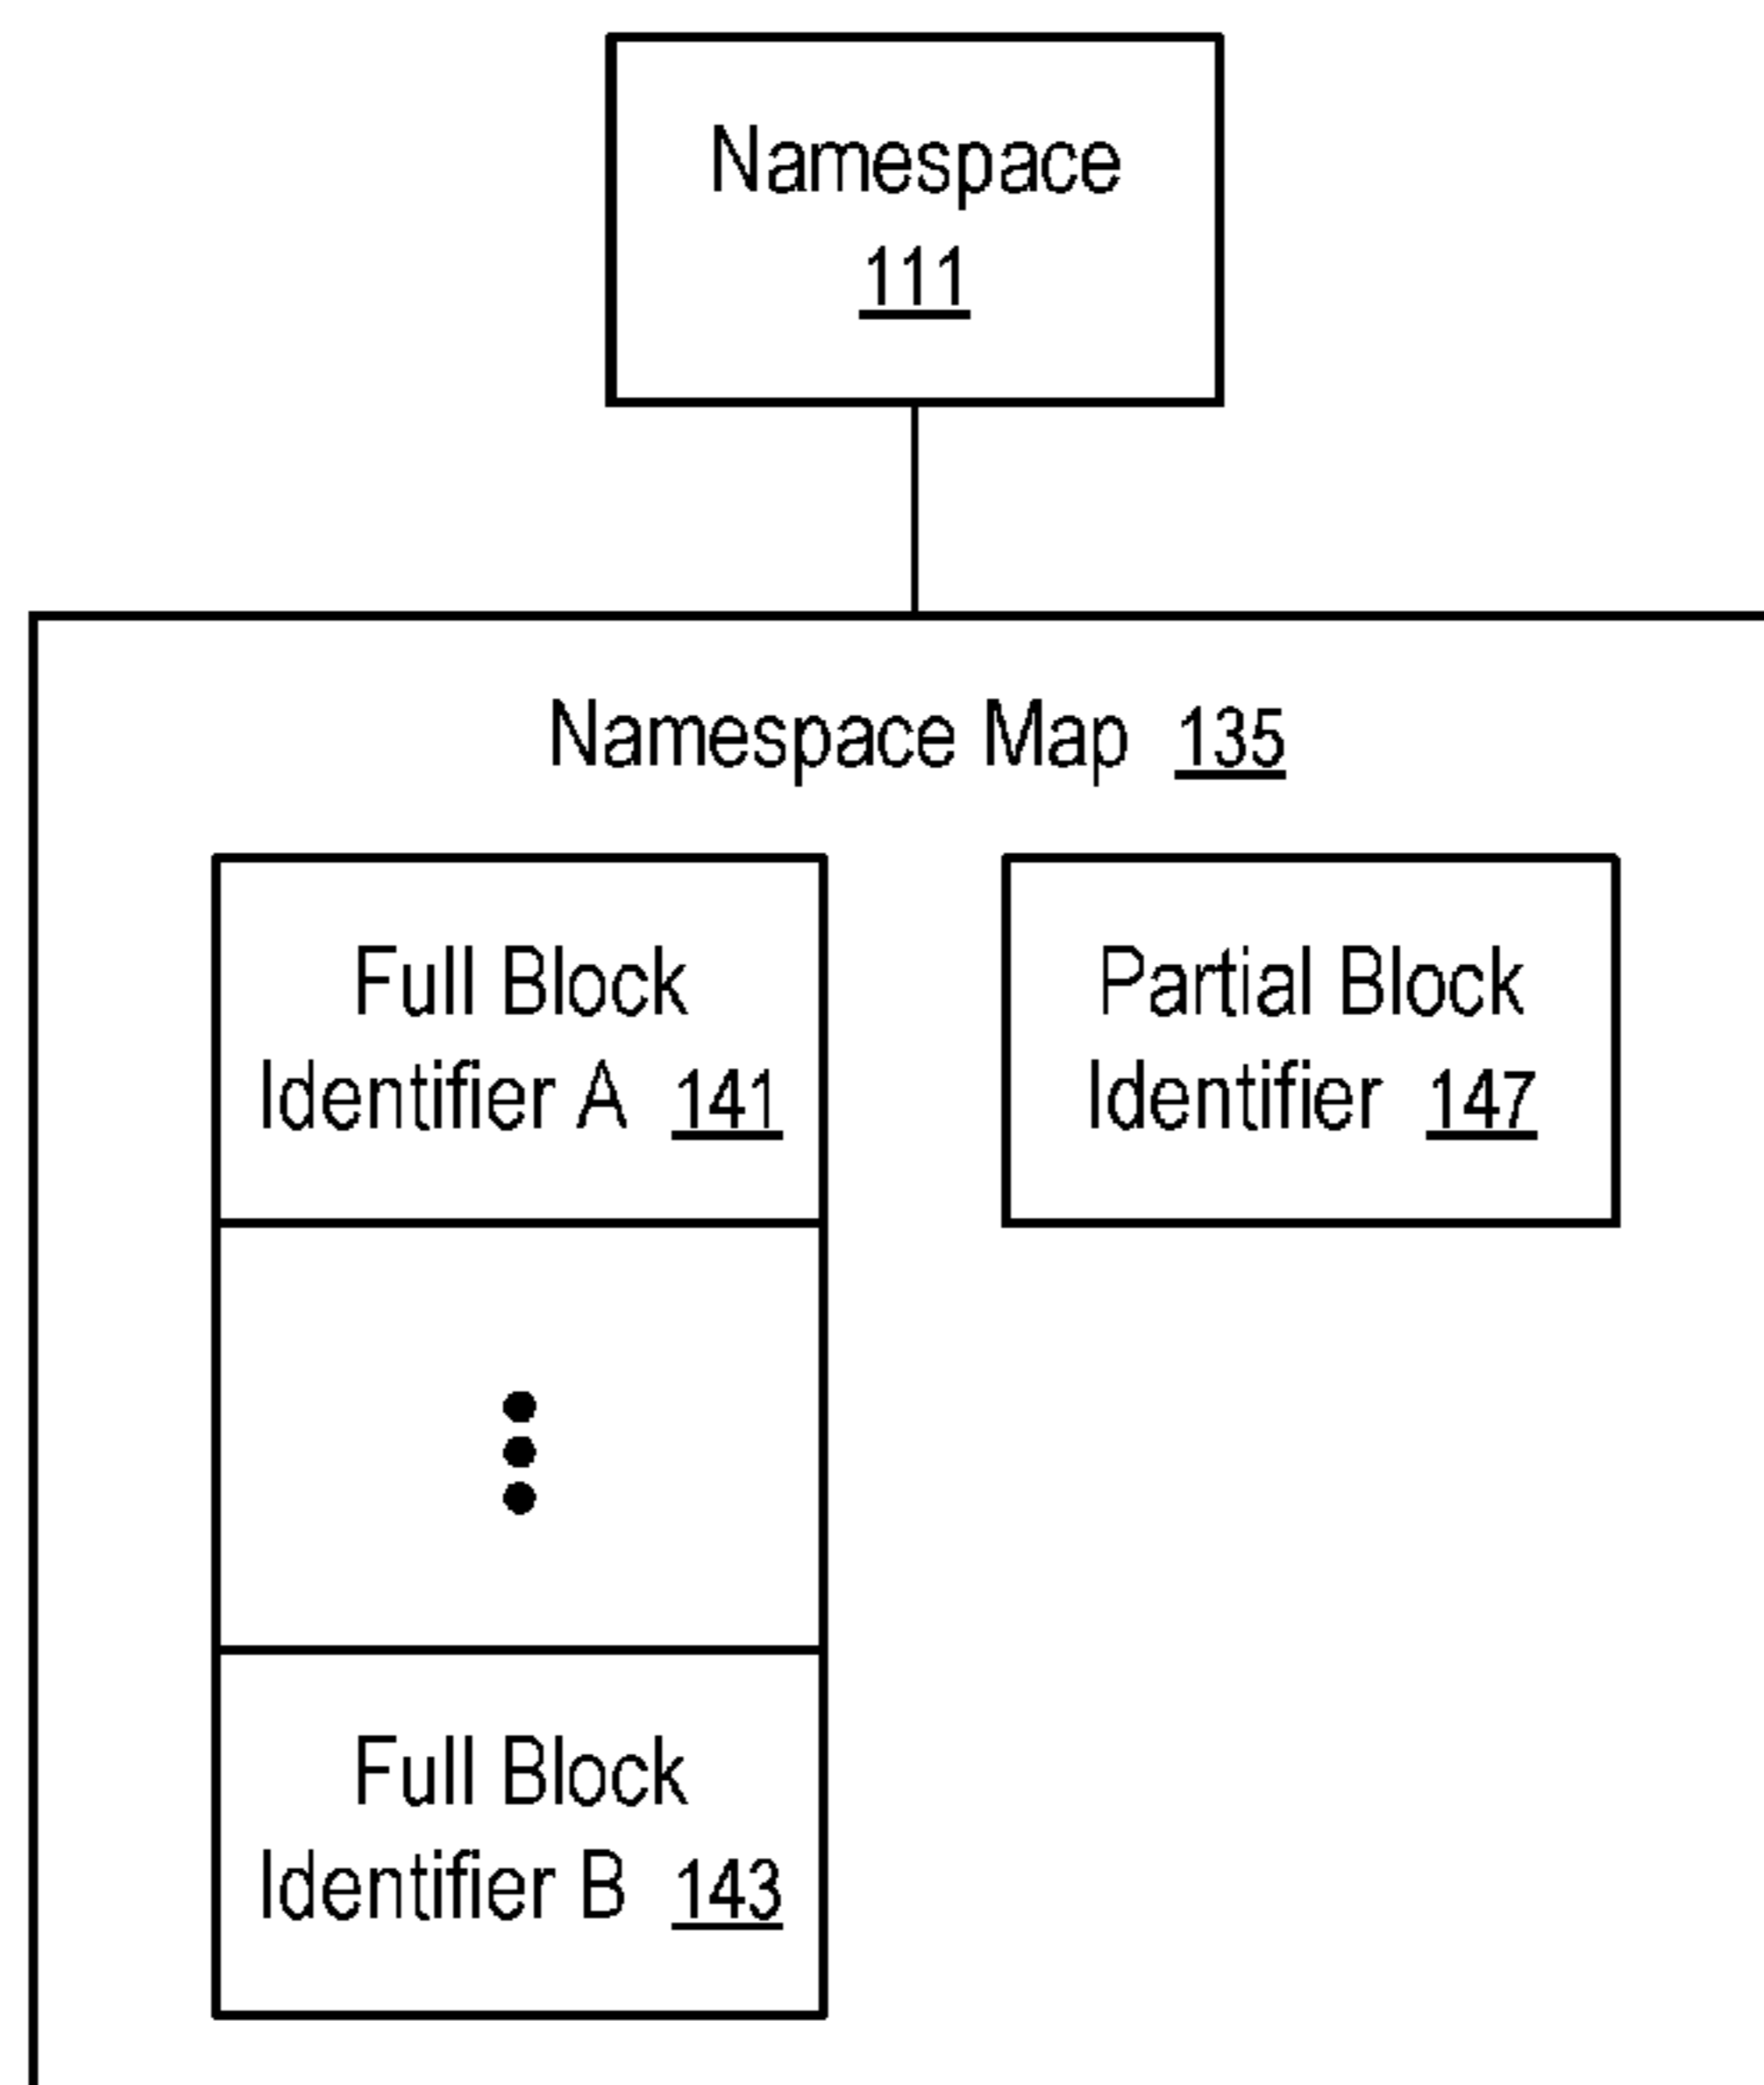 Namespace
111
Namespace Map 135
Full Block
Identifier A 141
Partial Block
Identifier 147
Full Block
Identifier B 143